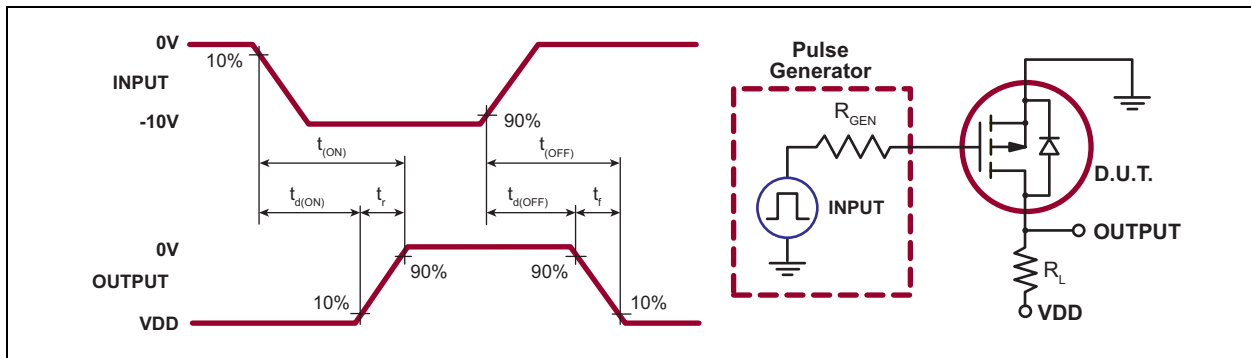 0V
10%
INPUT
-10V
90%
t(ON)
t(OFF)
td(ON)
tr
td(OFF)
tf
0V
OUTPUT
90%
90%
10%
10%
VDD
Pulse
Generator
RGEN
INPUT
D.U.T.
OUTPUT
RL
VDD